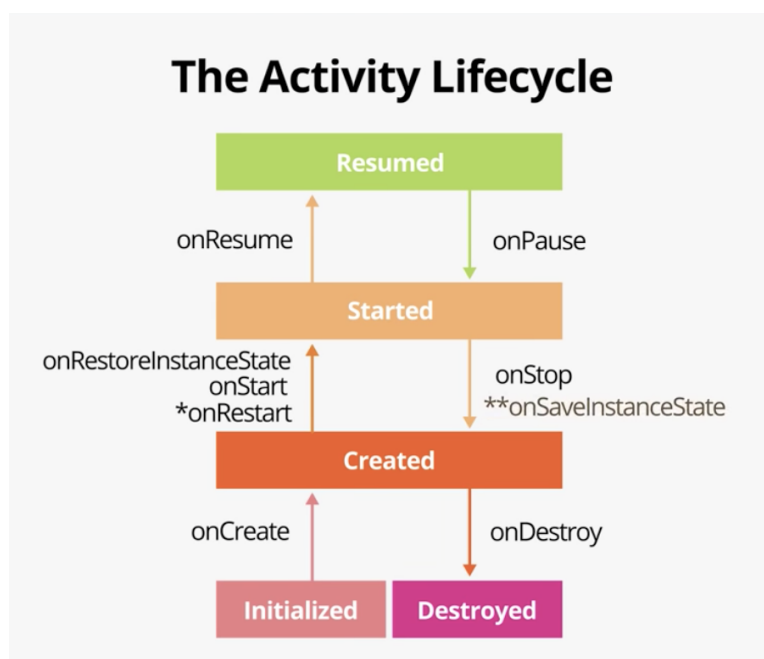 The Activity Lifecycle
Resumed
onResume
onPause
Started
onRestoreInstanceState
onStart
*onRestart
onStop
**onSaveInstanceState
Created
onCreate
onDestroy
Initialized
Destroyed